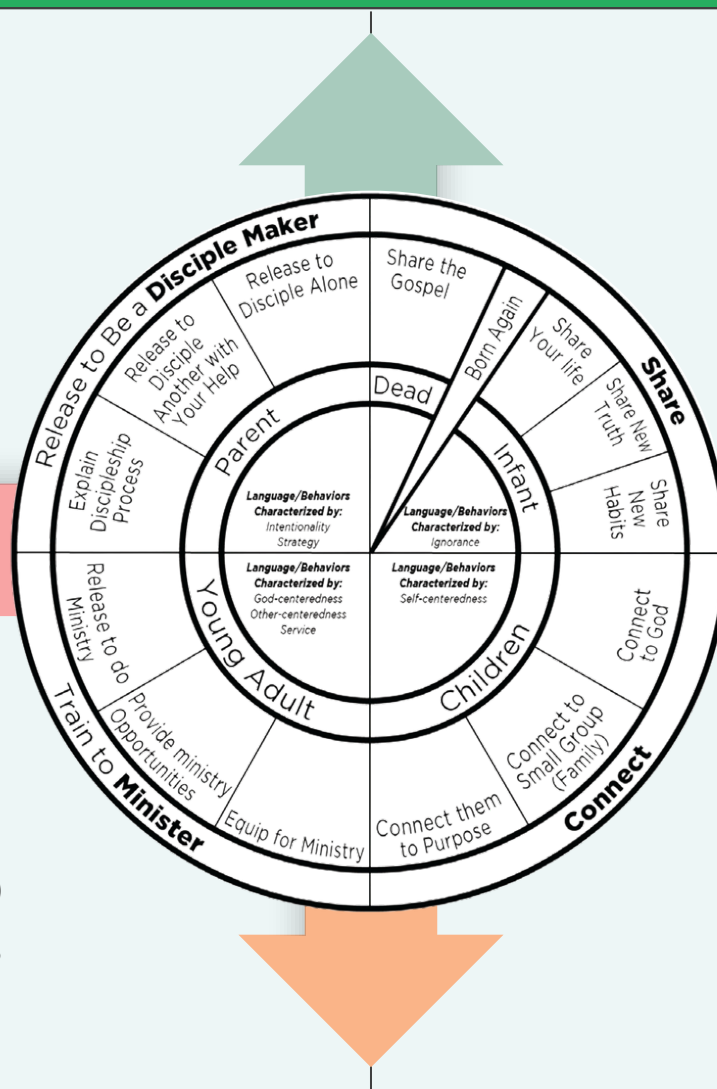 Share the
Gospel
Dead
Born Again
Share
Share
Your life
Share New
Truth
Share
New
Habits
Infant
Language/Behaviors
Characterized by:
Ignorance
Connect
Connect
to God
Connect to
Small Group
(Family)
Connect them
to Purpose
Children
Language/Behaviors
Characterized by:
Self-centeredness
Train to Minister
Equip for Ministry
Provide ministry
Opportunities
Release to do
Ministry
Young Adult
Language/Behaviors
Characterized by:
God-centeredness
Other-centeredness
Service
Release to Be a Disciple Maker
Explain
Discipleship
Process
Release to
Disciple
Another with
Your Help
Release to
Disciple Alone
Parent
Language/Behaviors
Characterized by:
Intentionality
Strategy